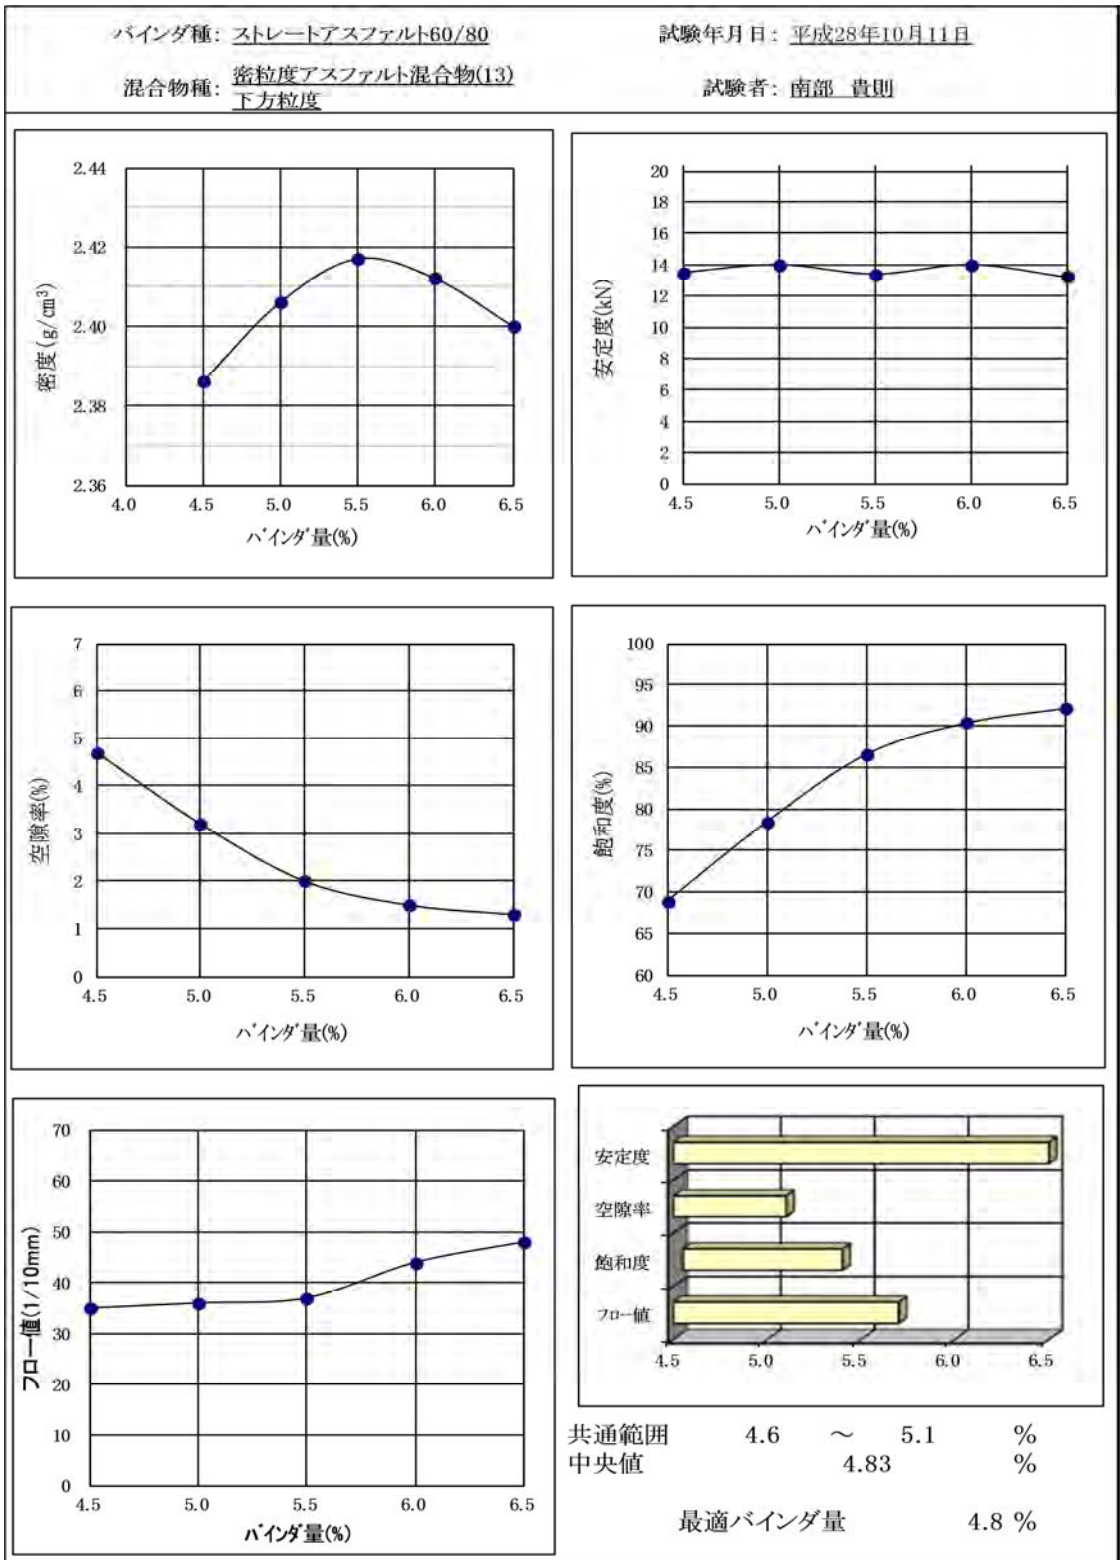 バインダ種: ストレートアスファルト60/80
試験年月日: 平成28年10月11日
混合物種: 密粒度アスファルト混合物(13)
下方粒度
試験者: 南部 貴則
密度(g/cm³)
2.44
2.42
2.40
2.38
2.36
4.0 4.5 5.0 5.5 6.0 6.5
バインダ量(%)
安定度(kN)
20
18
16
14
12
10
8
6
4
2
0
4.5 5.0 5.5 6.0 6.5
バインダ量(%)
空隙率(%)
7
6
5
4
3
2
1
0
4.5 5.0 5.5 6.0 6.5
バインダ量(%)
飽和度(%)
100
95
90
85
80
75
70
65
60
4.5 5.0 5.5 6.0 6.5
バインダ量(%)
フロー値(1/10mm)
70
60
50
40
30
20
10
0
4.5 5.0 5.5 6.0 6.5
バインダ量(%)
安定度
空隙率
飽和度
フロー値
4.5 5.0 5.5 6.0 6.5
共通範囲 4.6 ～ 5.1 %
中央値 4.83 %
最適バインダ量 4.8 %